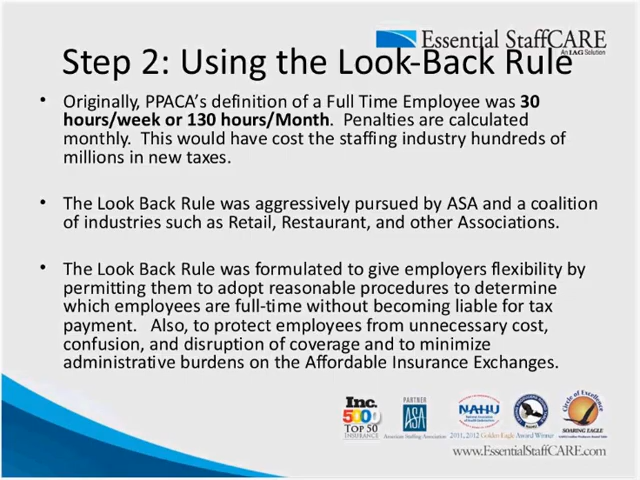 Essential StaffCARE
An IAG Solution
Step 2: Using the Look-Back Rule
• Originally, PPACA's definition of a Full Time Employee was 30
hours/week or 130 hours/Month. Penalties are calculated
monthly. This would have cost the staffing industry hundreds of
millions in new taxes.
• The Look Back Rule was aggressively pursued by ASA and a coalition
of industries such as Retail, Restaurant, and other Associations.
• The Look Back Rule was formulated to give employers flexibility by
permitting them to adopt reasonable procedures to determine
which employees are full-time without becoming liable for tax
payment. Also, to protect employees from unnecessary cost,
confusion, and disruption of coverage and to minimize
administrative burdens on the Affordable Insurance Exchanges.
Inc.
500
TOP 50
INSURANCE
PARTNER
ASA
American Staffing Association
NAHU
2011, 2012 Golden Eagle Award Winner
Circle of Excellence
SOARING EAGLE
www.EssentialStaffCARE.com